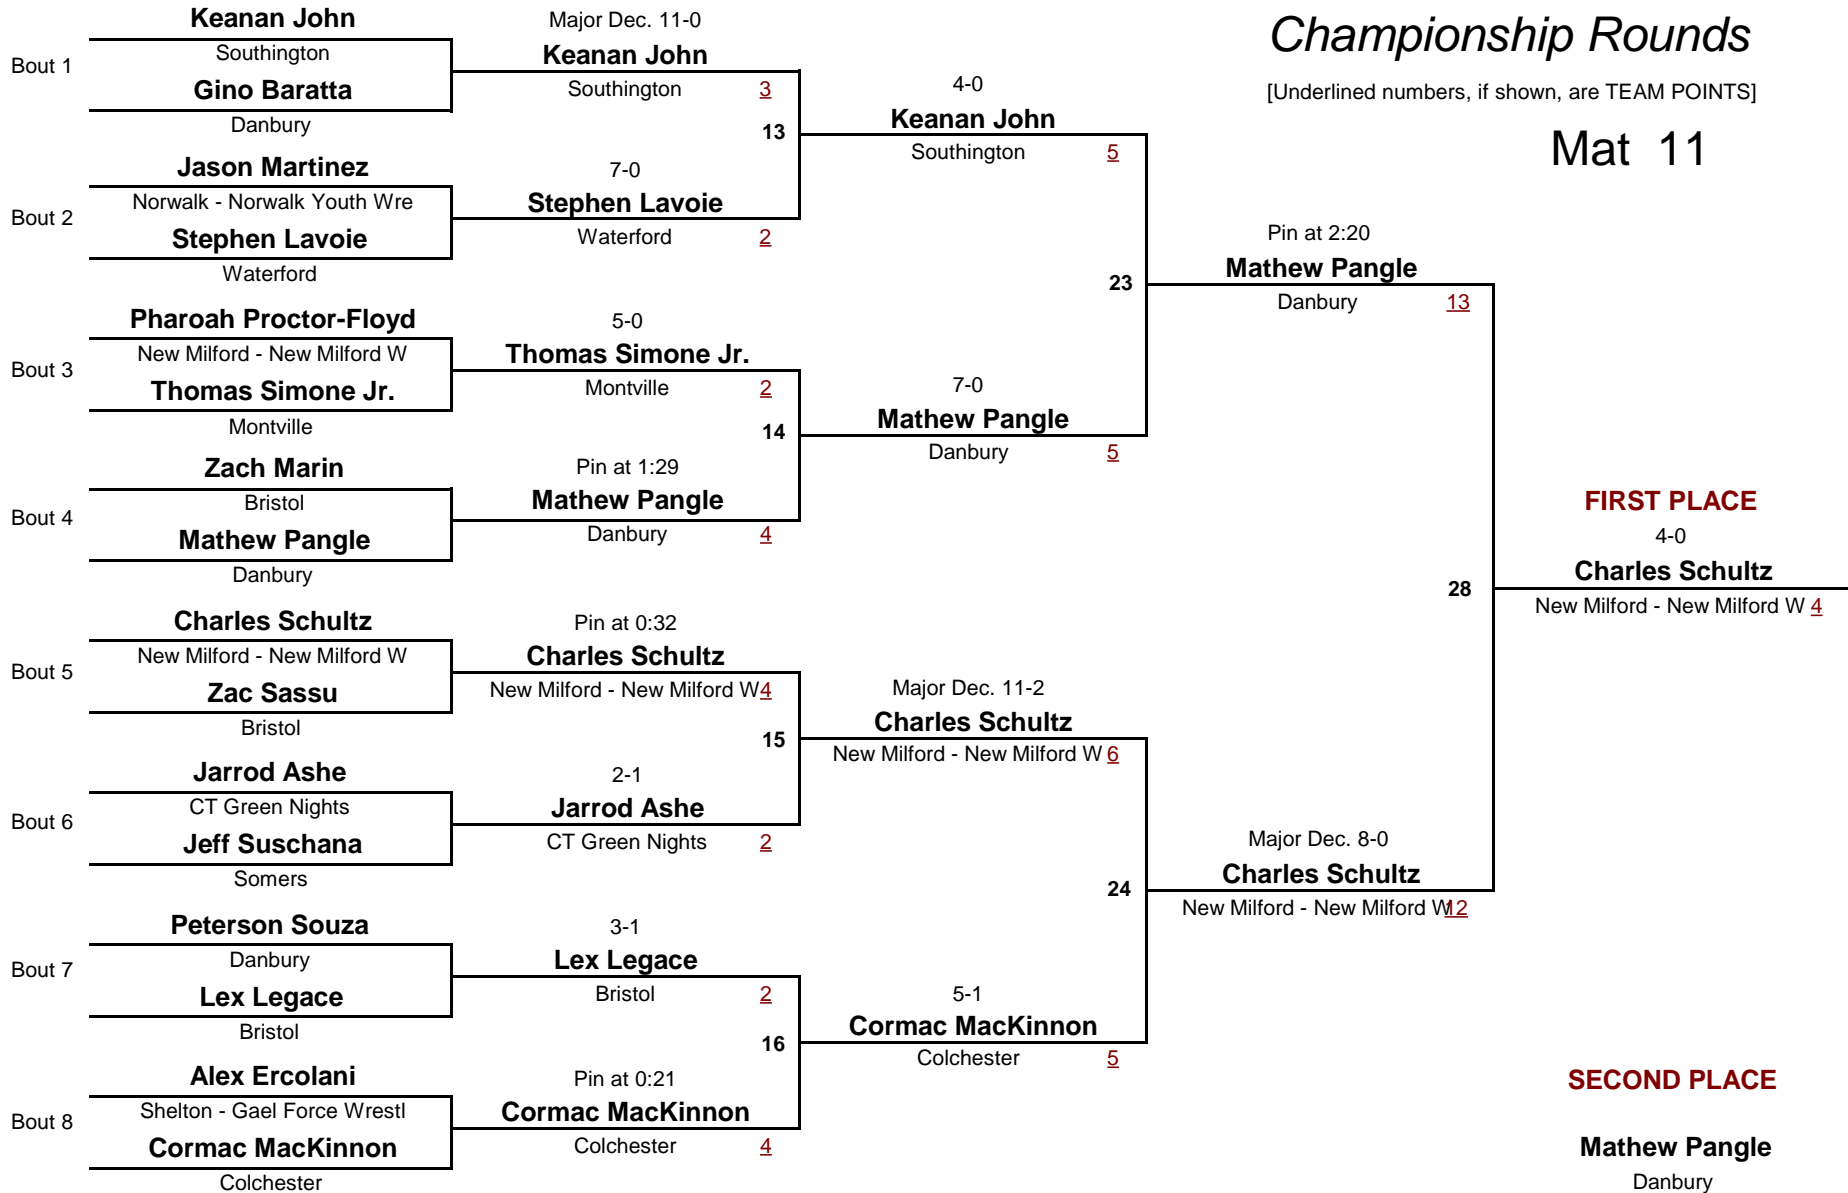 Championship Rounds
[Underlined numbers, if shown, are TEAM POINTS]
Mat 11
Bout 1
Keanan John
Southington
Gino Baratta
Danbury
Bout 2
Jason Martinez
Norwalk - Norwalk Youth Wre
Stephen Lavoie
Waterford
Bout 3
Pharoah Proctor-Floyd
New Milford - New Milford W
Thomas Simone Jr.
Montville
Bout 4
Zach Marin
Bristol
Mathew Pangle
Danbury
Bout 5
Charles Schultz
New Milford - New Milford W
Zac Sassu
Bristol
Bout 6
Jarrod Ashe
CT Green Nights
Jeff Suschana
Somers
Bout 7
Peterson Souza
Danbury
Lex Legace
Bristol
Bout 8
Alex Ercolani
Shelton - Gael Force Wrestl
Cormac MacKinnon
Colchester
Major Dec. 11-0
Keanan John
Southington 3
13
7-0
Stephen Lavoie
Waterford 2
5-0
Thomas Simone Jr.
Montville 2
14
Pin at 1:29
Mathew Pangle
Danbury 4
Pin at 0:32
Charles Schultz
New Milford - New Milford W 4
15
2-1
Jarrod Ashe
CT Green Nights 2
3-1
Lex Legace
Bristol 2
16
Pin at 0:21
Cormac MacKinnon
Colchester 4
4-0
Keanan John
Southington 5
23
7-0
Mathew Pangle
Danbury 5
Major Dec. 11-2
Charles Schultz
New Milford - New Milford W 6
24
5-1
Cormac MacKinnon
Colchester 5
Pin at 2:20
Mathew Pangle
Danbury 13
28
Major Dec. 8-0
Charles Schultz
New Milford - New Milford W 12
FIRST PLACE
4-0
Charles Schultz
New Milford - New Milford W 4
SECOND PLACE
Mathew Pangle
Danbury